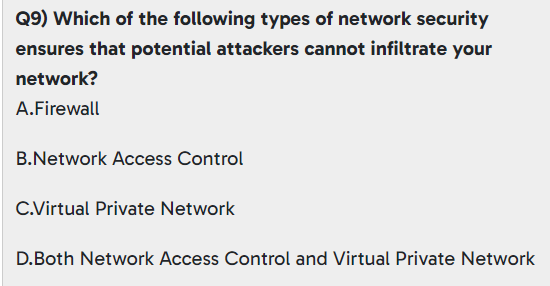 Q9) Which of the following types of network security
ensures that potential attackers cannot infiltrate your
network?
A.Firewall
B.Network Access Control
C.Virtual Private Network
D.Both Network Access Control and Virtual Private Network